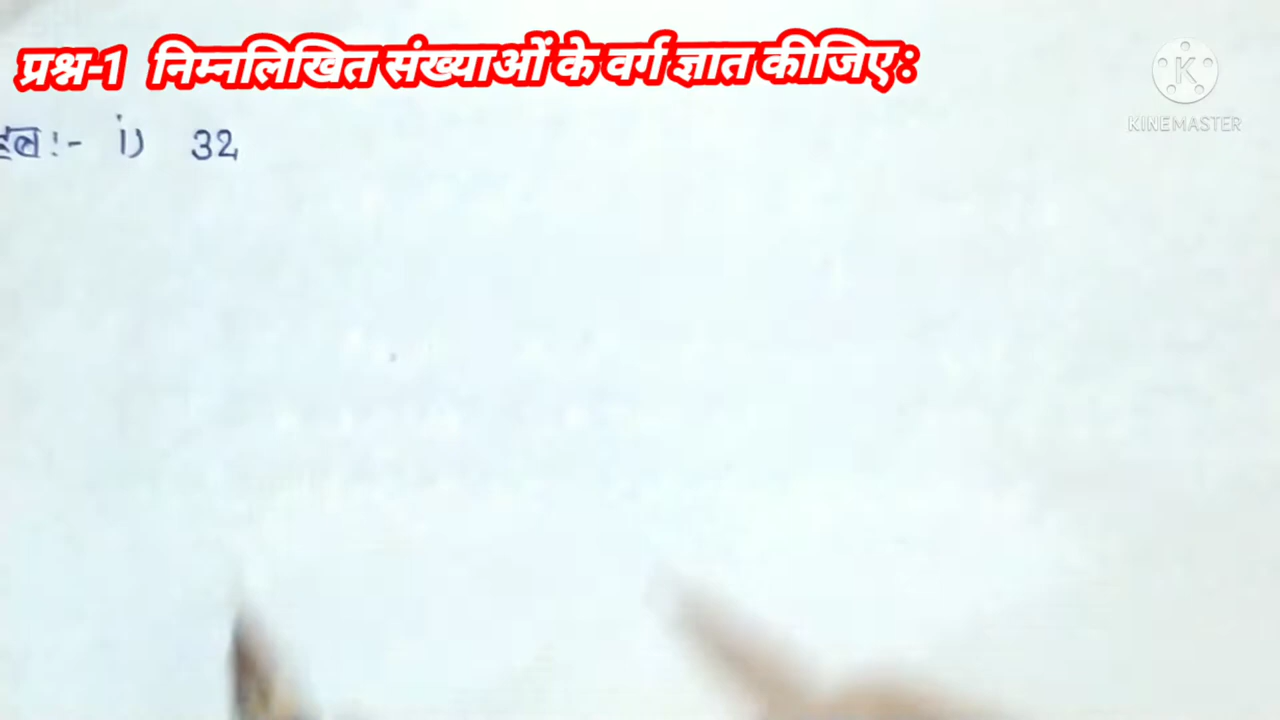 प्रश्न-1 निम्नलिखित संख्याओं के वर्ग ज्ञात कीजिए:
KINEMASTER
हल:- i) 32